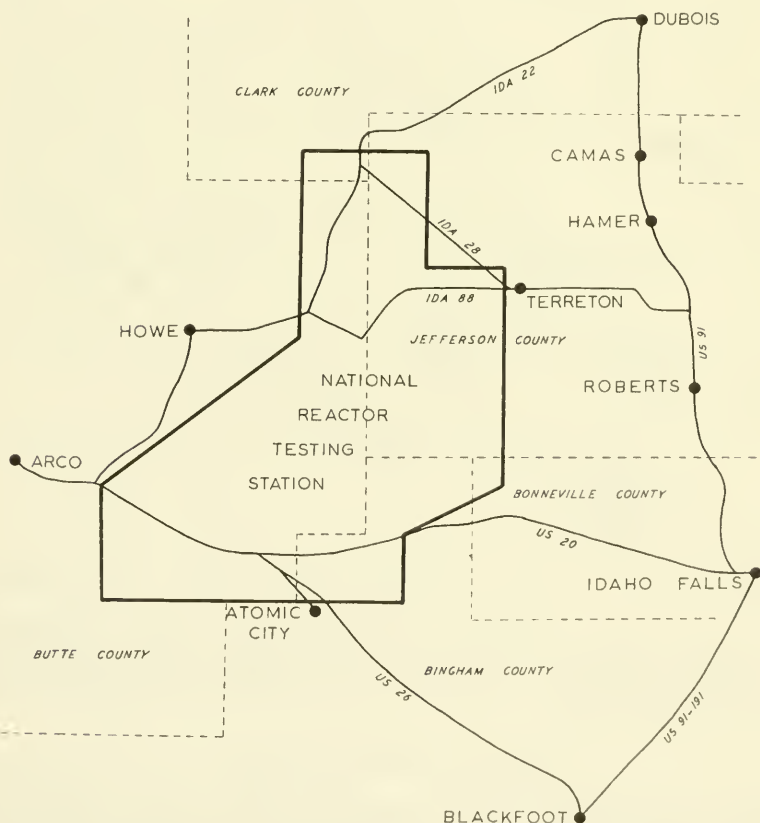 DUBOIS
IDA 22
CLARK COUNTY
CAMAS
HAMER
IDA 28
IDA 88
TERRETON
HOWE
JEFFERSON COUNTY
US 91
NATIONAL
REACTOR
TESTING
STATION
ROBERTS
ARCO
BONNEVILLE COUNTY
US 20
IDAHO FALLS
ATOMIC
CITY
BUTTE COUNTY
BINGHAM COUNTY
US 26
US 91-191
BLACKFOOT